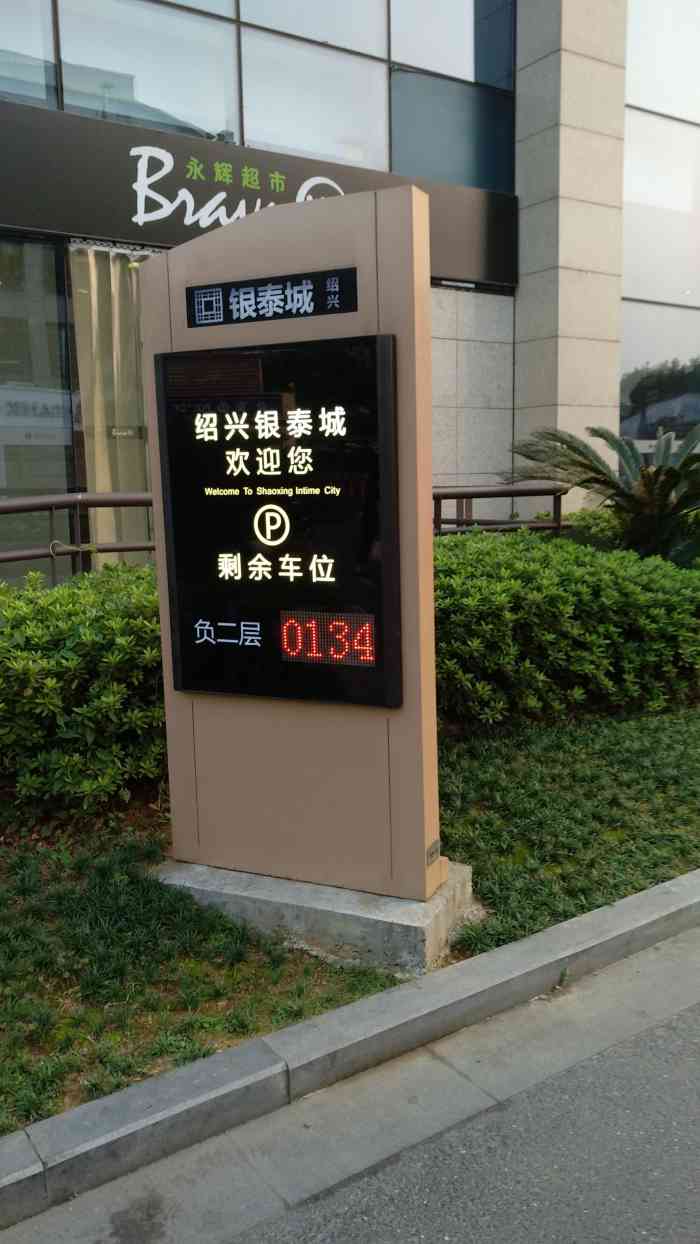 永辉超市
银泰城 绍兴
绍兴银泰城
欢迎您
Welcome To Shaoxing Intime City
P
剩余车位
负二层 0134